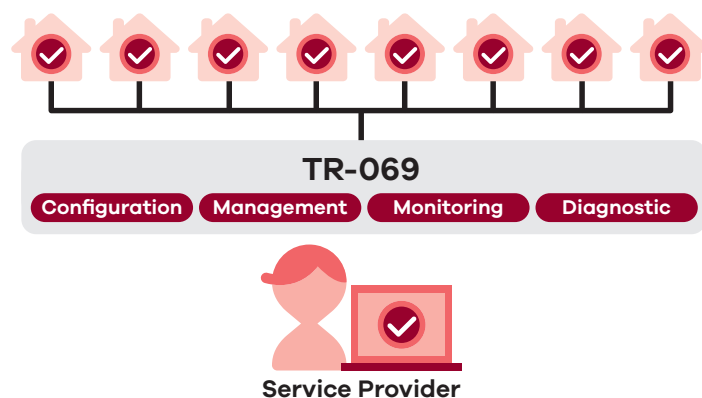 TR-069
Configuration Management Monitoring Diagnostic
Service Provider